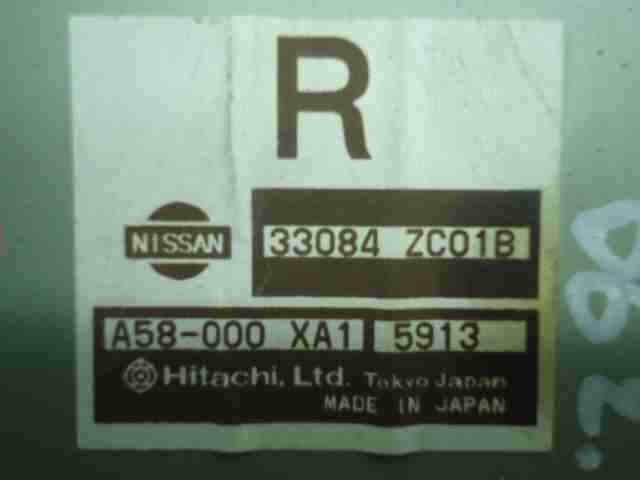 R
NISSAN
33084 ZC01B
A58-000 XA1 5913
Hitachi, Ltd. Tokyo Japan
MADE IN JAPAN